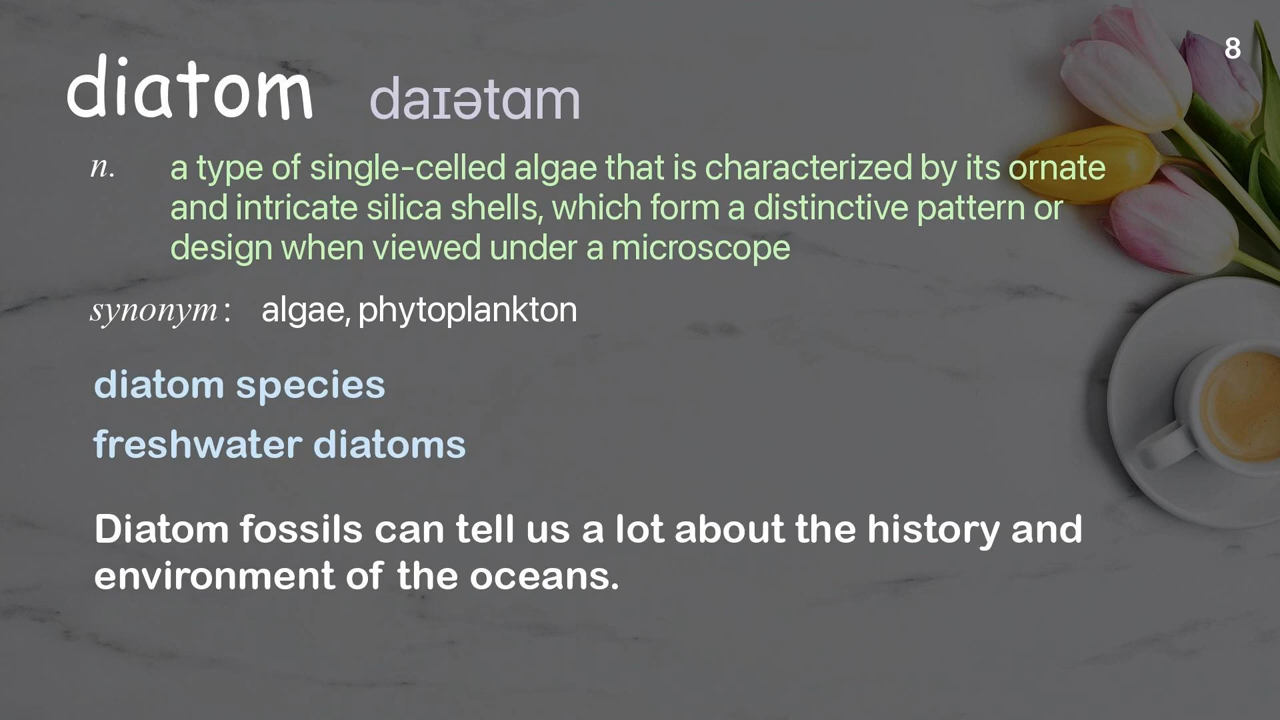 8
diatom daɪətɑm
n. a type of single-celled algae that is characterized by its ornate
and intricate silica shells, which form a distinctive pattern or
design when viewed under a microscope
synonym: algae, phytoplankton
diatom species
freshwater diatoms
Diatom fossils can tell us a lot about the history and
environment of the oceans.